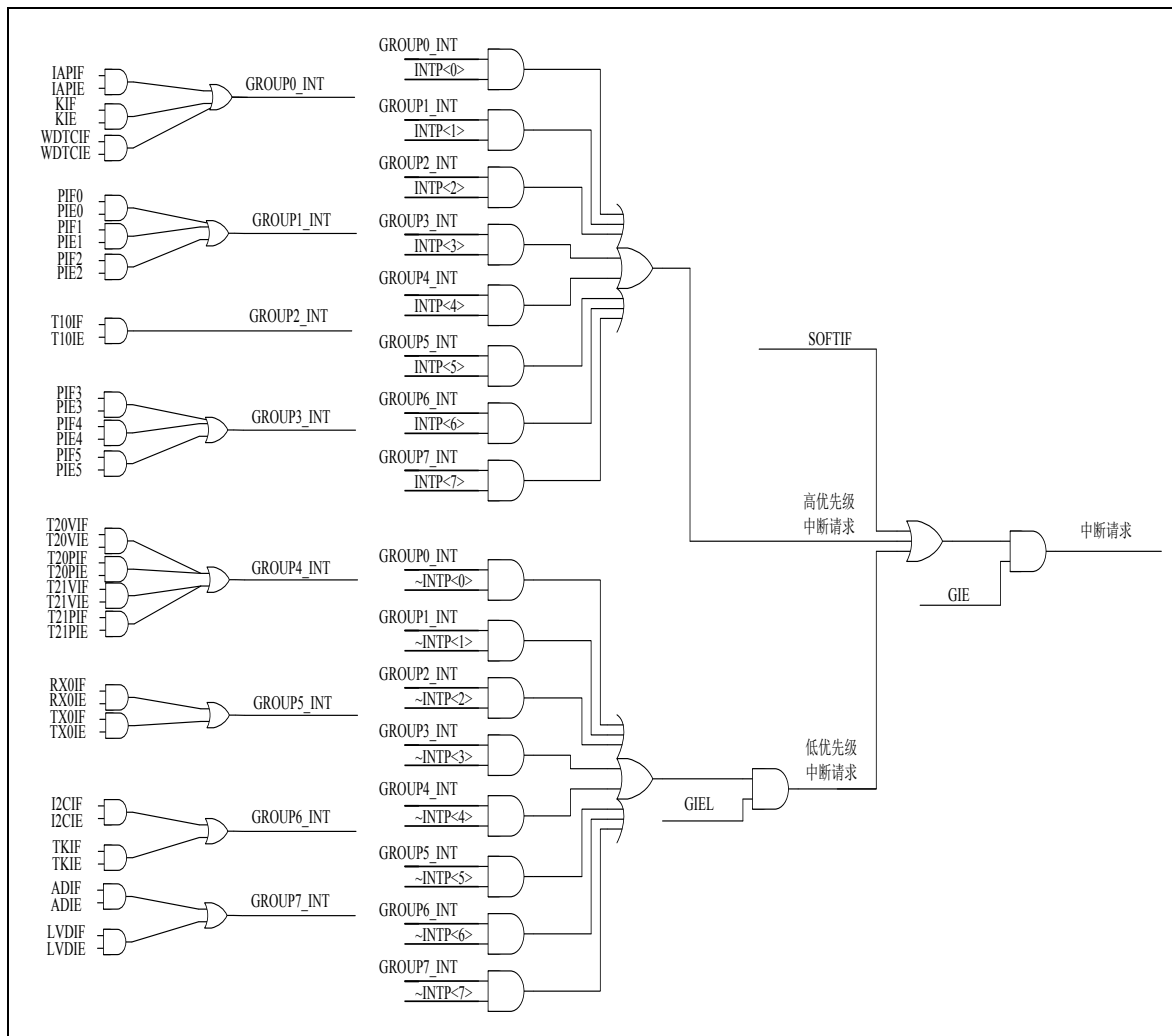 IAPIF
IAPIE
KIF
KIE
WDTCIF
WDTCIE
GROUP0_INT
PIF0
PIE0
PIF1
PIE1
PIF2
PIE2
GROUP1_INT
T10IF
T10IE
GROUP2_INT
PIF3
PIE3
PIF4
PIE4
PIF5
PIE5
GROUP3_INT
T20VIF
T20VIE
T20PIF
T20PIE
T21VIF
T21VIE
T21PIF
T21PIE
GROUP4_INT
RX0IF
RX0IE
TX0IF
TX0IE
GROUP5_INT
I2CIF
I2CIE
TKIF
TKIE
GROUP6_INT
ADIF
ADIE
LVDIF
LVDIE
GROUP7_INT
GROUP0_INT
INTP<0>
GROUP1_INT
INTP<1>
GROUP2_INT
INTP<2>
GROUP3_INT
INTP<3>
GROUP4_INT
INTP<4>
GROUP5_INT
INTP<5>
GROUP6_INT
INTP<6>
GROUP7_INT
INTP<7>
GROUP0_INT
~INTP<0>
GROUP1_INT
~INTP<1>
GROUP2_INT
~INTP<2>
GROUP3_INT
~INTP<3>
GROUP4_INT
~INTP<4>
GROUP5_INT
~INTP<5>
GROUP6_INT
~INTP<6>
GROUP7_INT
~INTP<7>
GIEL
SOFTIF
高优先级
中断请求
低优先级
中断请求
GIE
中断请求